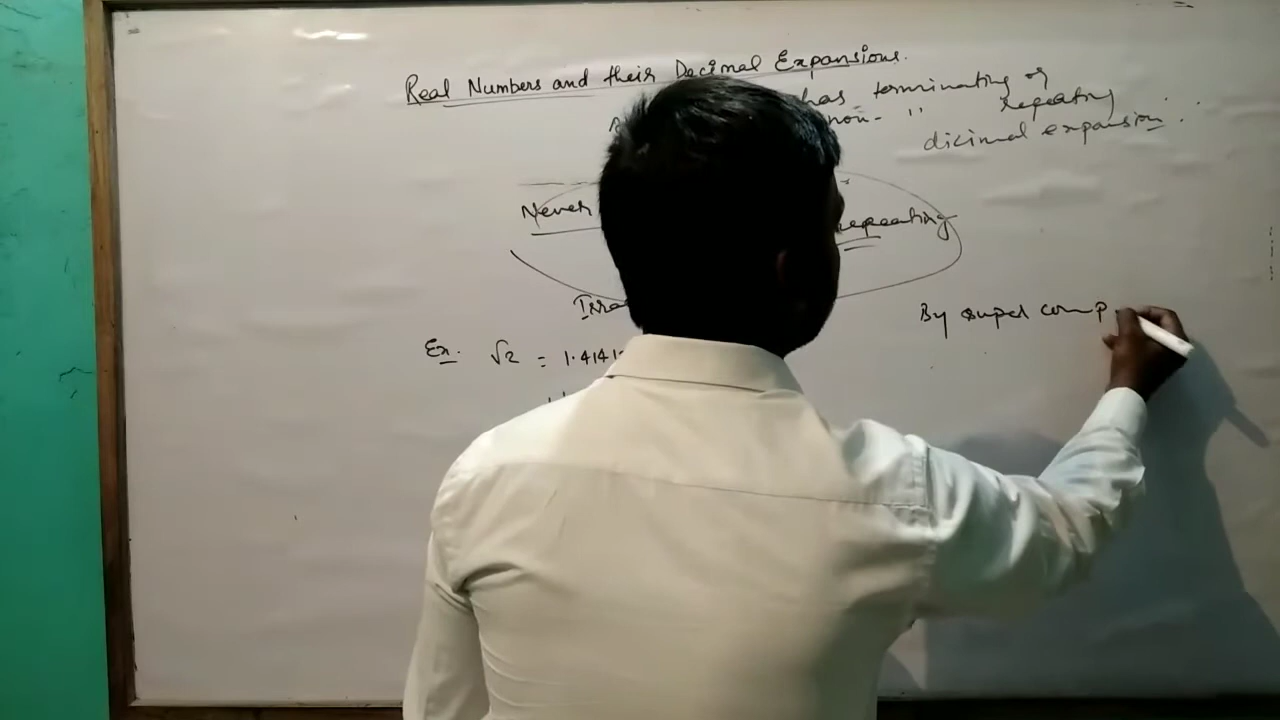 Real Numbers and their Decimal Expansions.
has terminating or
non- '' repeating
dicimal expansion.
Never repeating
Irra
Ex. √2 = 1.4141
By supel comp